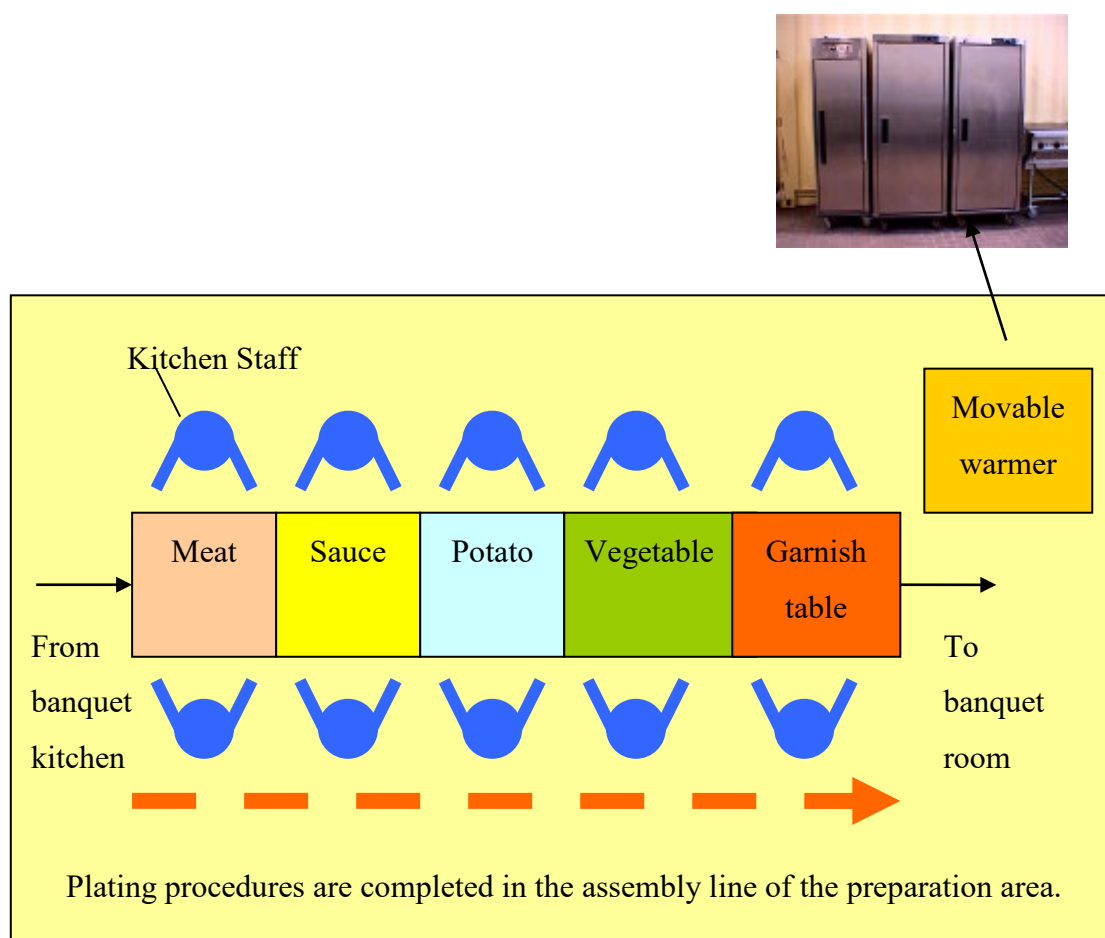 Kitchen Staff
Movable
warmer
Meat
Sauce
Potato
Vegetable
Garnish
table
From
banquet
kitchen
To
banquet
room
Plating procedures are completed in the assembly line of the preparation area.